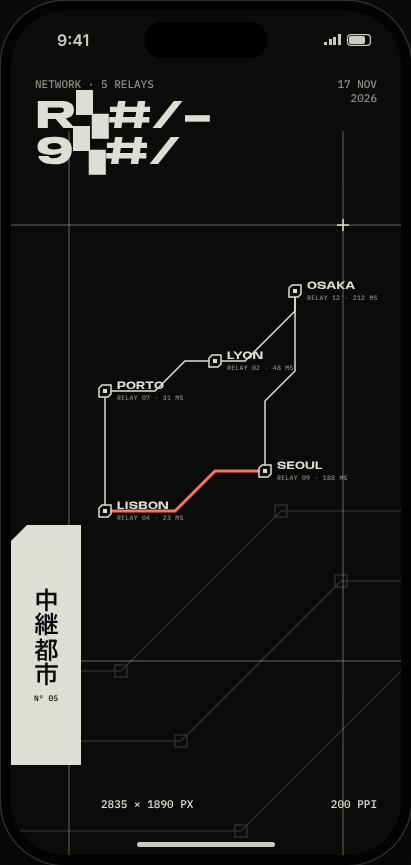 9:41
NETWORK · 5 RELAYS
17 NOV
2026
OSAKA
RELAY 12 · 212 MS
LYON
RELAY 02 · 48 MS
PORTO
RELAY 07 · 31 MS
SEOUL
RELAY 09 · 188 MS
LISBON
RELAY 04 · 23 MS
中継都市
Nº 05
2835 × 1890 PX
200 PPI